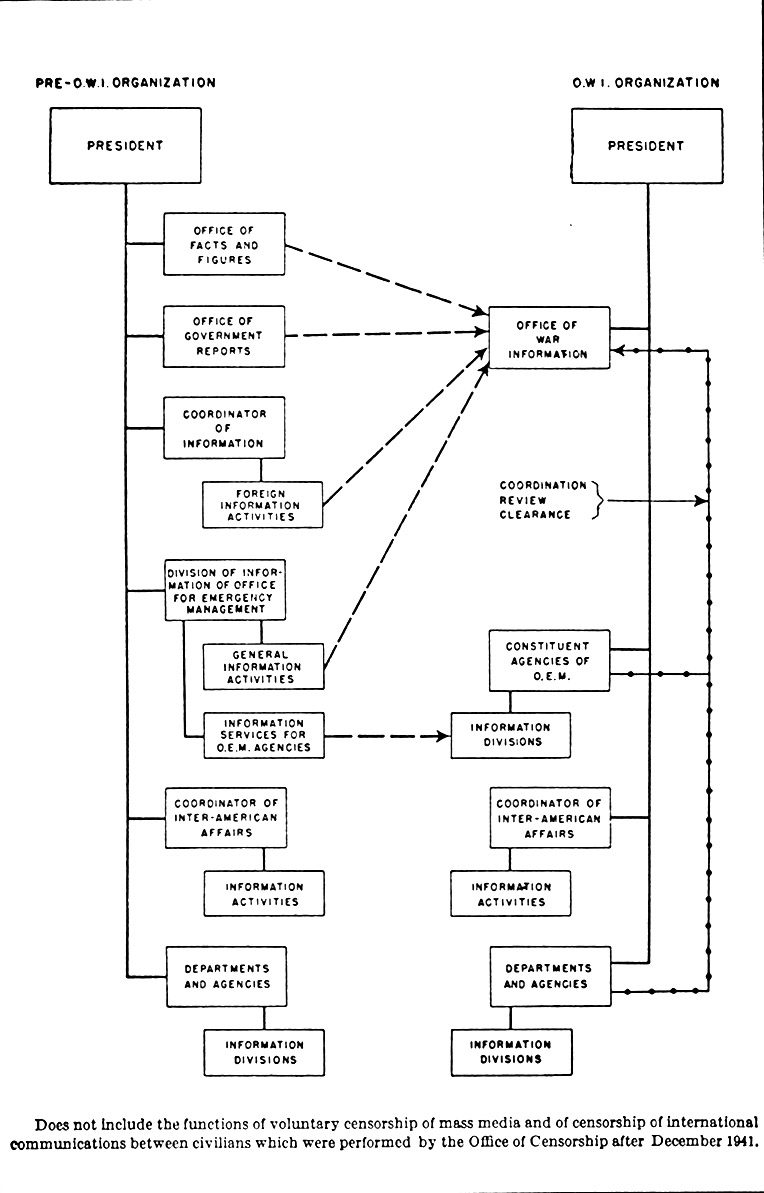 PRE-O.W.I. ORGANIZATION
O.W.I. ORGANIZATION
PRESIDENT
PRESIDENT
OFFICE OF
FACTS AND
FIGURES
OFFICE OF
GOVERNMENT
REPORTS
OFFICE OF
WAR
INFORMATION
COORDINATOR
OF
INFORMATION
FOREIGN
INFORMATION
ACTIVITIES
COORDINATION
REVIEW
CLEARANCE
DIVISION OF INFOR-
MATION OF OFFICE
FOR EMERGENCY
MANAGEMENT
GENERAL
INFORMATION
ACTIVITIES
CONSTITUENT
AGENCIES OF
O.E.M.
INFORMATION
SERVICES FOR
O.E.M. AGENCIES
INFORMATION
DIVISIONS
COORDINATOR OF
INTER-AMERICAN
AFFAIRS
COORDINATOR OF
INTER-AMERICAN
AFFAIRS
INFORMATION
ACTIVITIES
INFORMATION
ACTIVITIES
DEPARTMENTS
AND AGENCIES
DEPARTMENTS
AND AGENCIES
INFORMATION
DIVISIONS
INFORMATION
DIVISIONS
Does not include the functions of voluntary censorship of mass media and of censorship of international
communications between civilians which were performed by the Office of Censorship after December 1941.